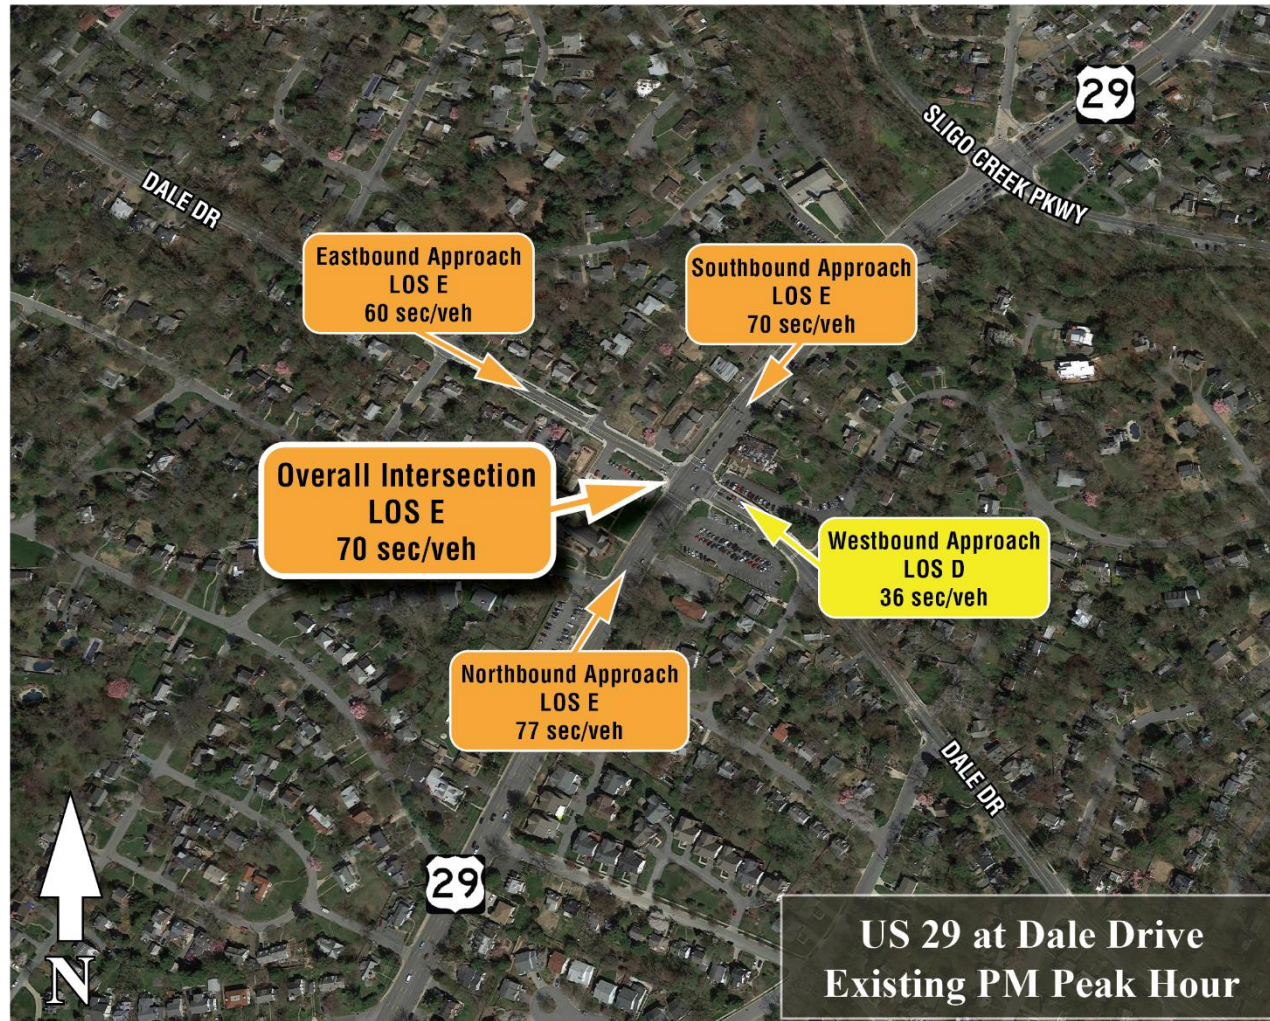 29
SLIGO CREEK PKWY
DALE DR
Eastbound Approach
LOS E
60 sec/veh
Southbound Approach
LOS E
70 sec/veh
Overall Intersection
LOS E
70 sec/veh
Westbound Approach
LOS D
36 sec/veh
Northbound Approach
LOS E
77 sec/veh
DALE DR
29
N
US 29 at Dale Drive
Existing PM Peak Hour